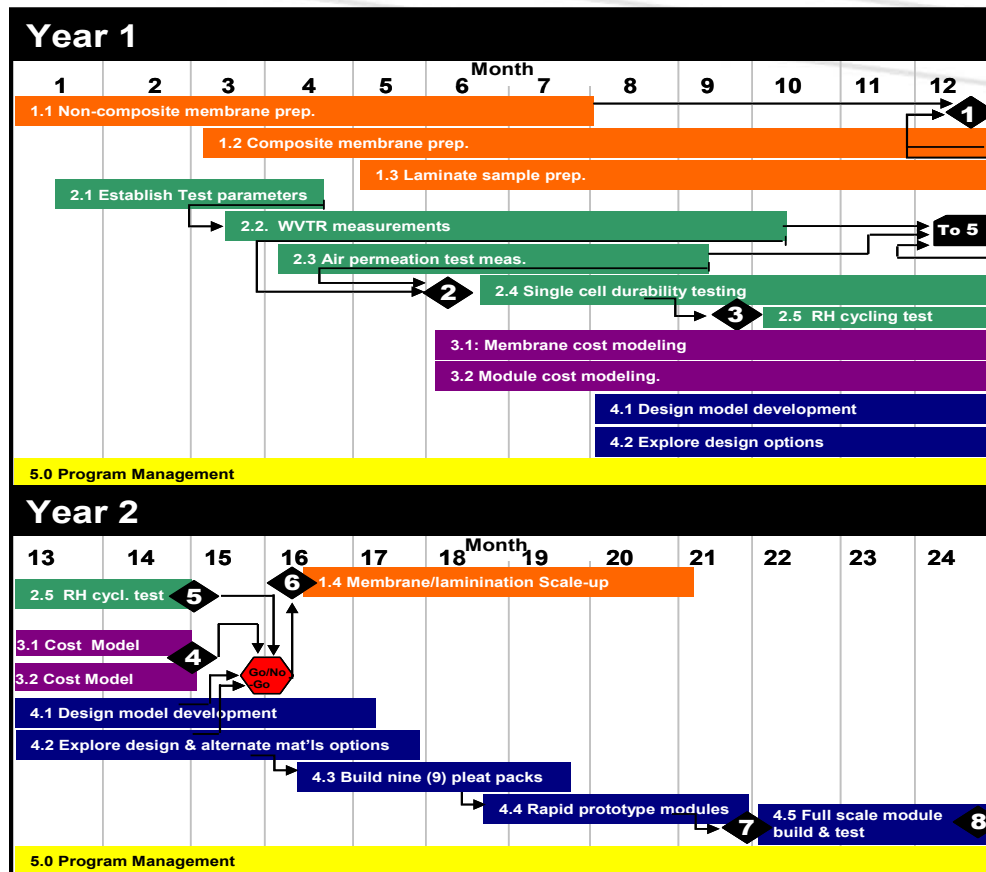 Year 1
Month
1 2 3 4 5 6 7 8 9 10 11 12
1.1 Non-composite membrane prep.
1
1.2 Composite membrane prep.
1.3 Laminate sample prep.
2.1 Establish Test parameters
2.2. WVTR measurements
To 5
2.3 Air permeation test meas.
2
2.4 Single cell durability testing
3
2.5 RH cycling test
3.1: Membrane cost modeling
3.2 Module cost modeling.
4.1 Design model development
4.2 Explore design options
5.0 Program Management
Year 2
Month
13 14 15 16 17 18 19 20 21 22 23 24
6
1.4 Membrane/laminination Scale-up
2.5 RH cycl. test
5
3.1 Cost Model
4
3.2 Cost Model
Go/No
-Go
4.1 Design model development
4.2 Explore design & alternate mat'ls options
4.3 Build nine (9) pleat packs
4.4 Rapid prototype modules
7
4.5 Full scale module
build & test
8
5.0 Program Management